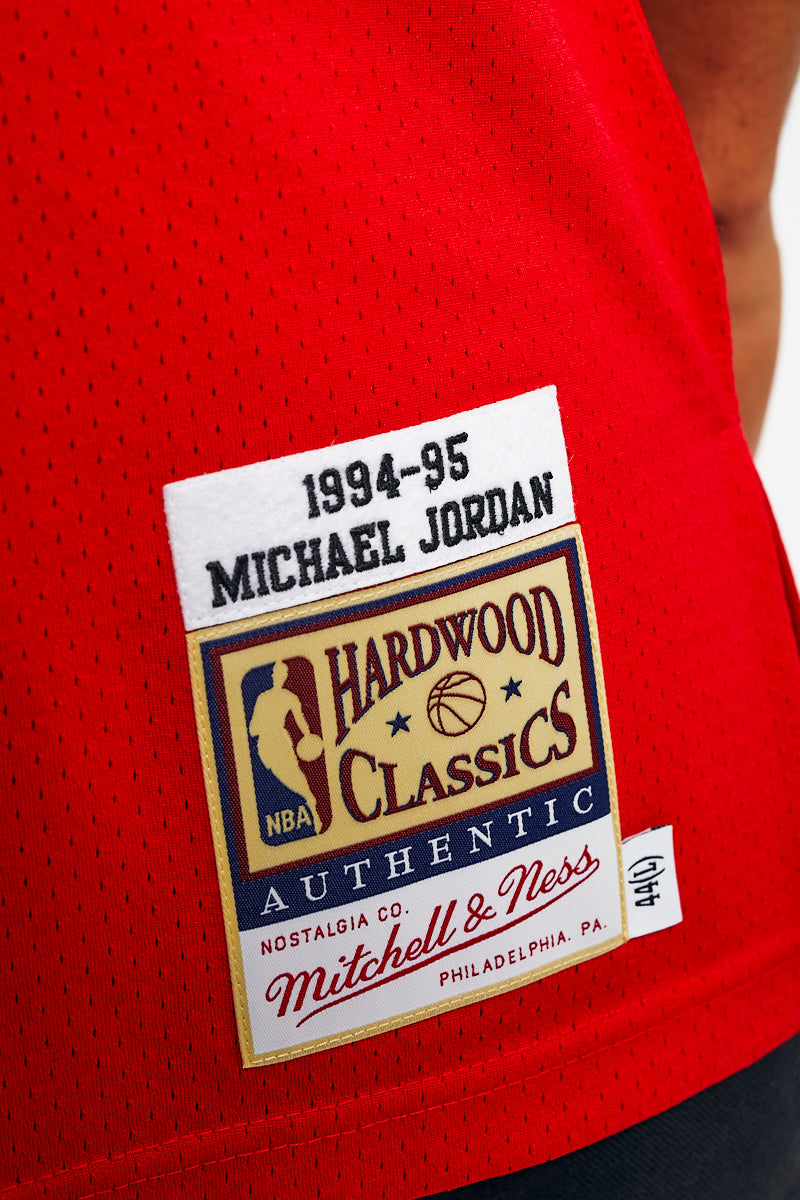 1994-95
MICHAEL JORDAN
HARDWOOD
CLASSICS
NBA
AUTHENTIC
NOSTALGIA CO.
Mitchell & Ness
PHILADELPHIA, PA.
44(L)